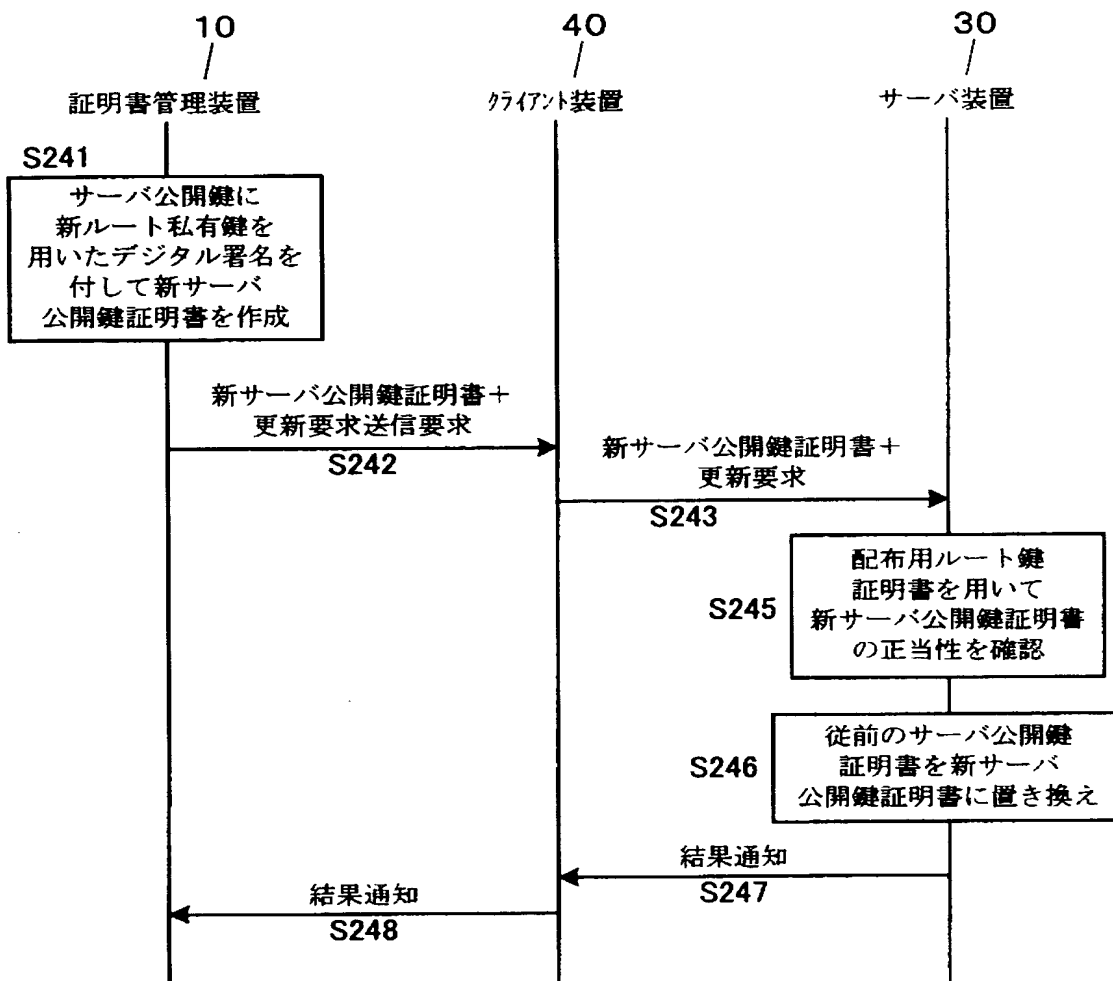 10
40
30
証明書管理装置
クライアント装置
サーバ装置
S241
サーバ公開鍵に
新ルート私有鍵を
用いたデジタル署名を
付して新サーバ
公開鍵証明書を作成
新サーバ公開鍵証明書+
更新要求送信要求
S242
新サーバ公開鍵証明書+
更新要求
S243
配布用ルート鍵
証明書を用いて
新サーバ公開鍵証明書
の正当性を確認
S245
従前のサーバ公開鍵
証明書を新サーバ
公開鍵証明書に置き換え
S246
結果通知
S247
結果通知
S248